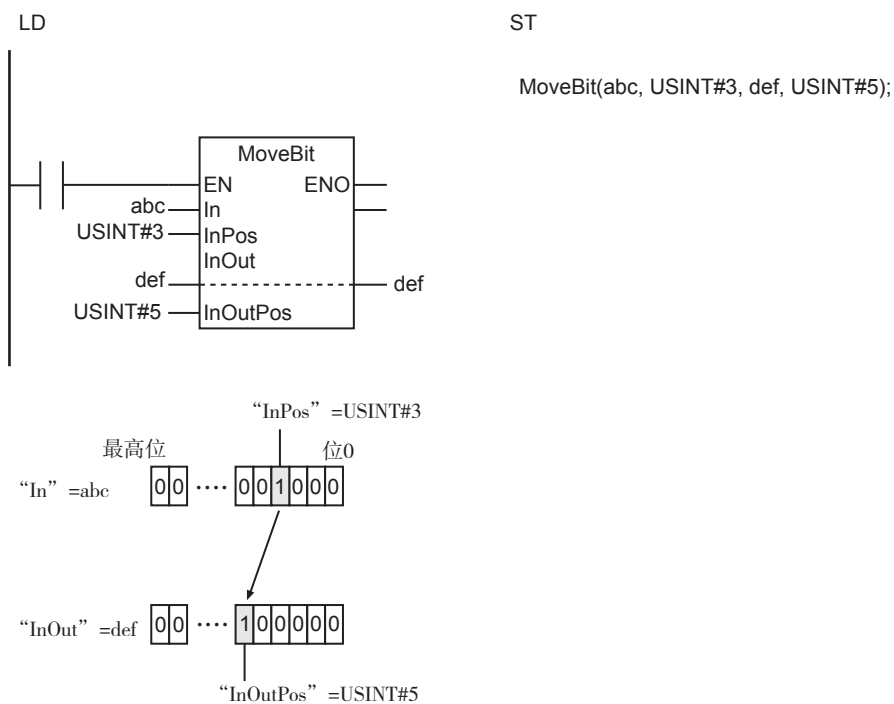 LD
ST
MoveBit(abc, USINT#3, def, USINT#5);
MoveBit
EN ENO
abc In
USINT#3 InPos
InOut
def def
USINT#5 InOutPos
“InPos” =USINT#3
最高位 位0
“In” =abc 0 0 ···· 0 0 1 0 0 0
“InOut” =def 0 0 ···· 1 0 0 0 0 0
“InOutPos” =USINT#5